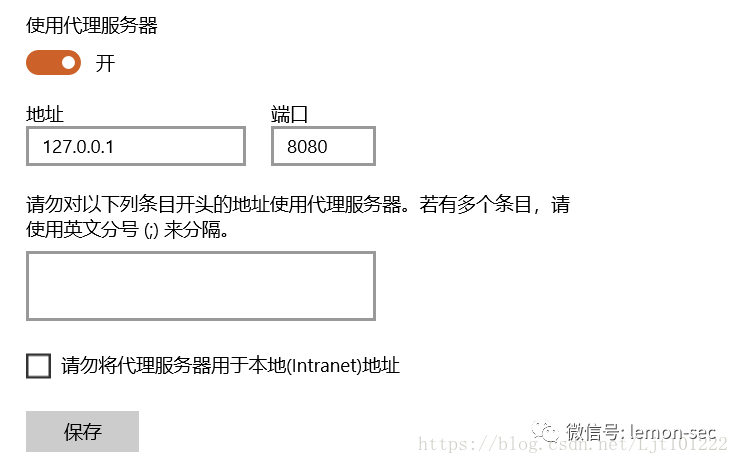 使用代理服务器
开
地址 端口
127.0.0.1 8080
请勿对以下列条目开头的地址使用代理服务器。若有多个条目，请
使用英文分号 (;) 来分隔。
请勿将代理服务器用于本地(Intranet)地址
保存
微信号: lemon-sec
https://blog.csdn.net/Ljt101222